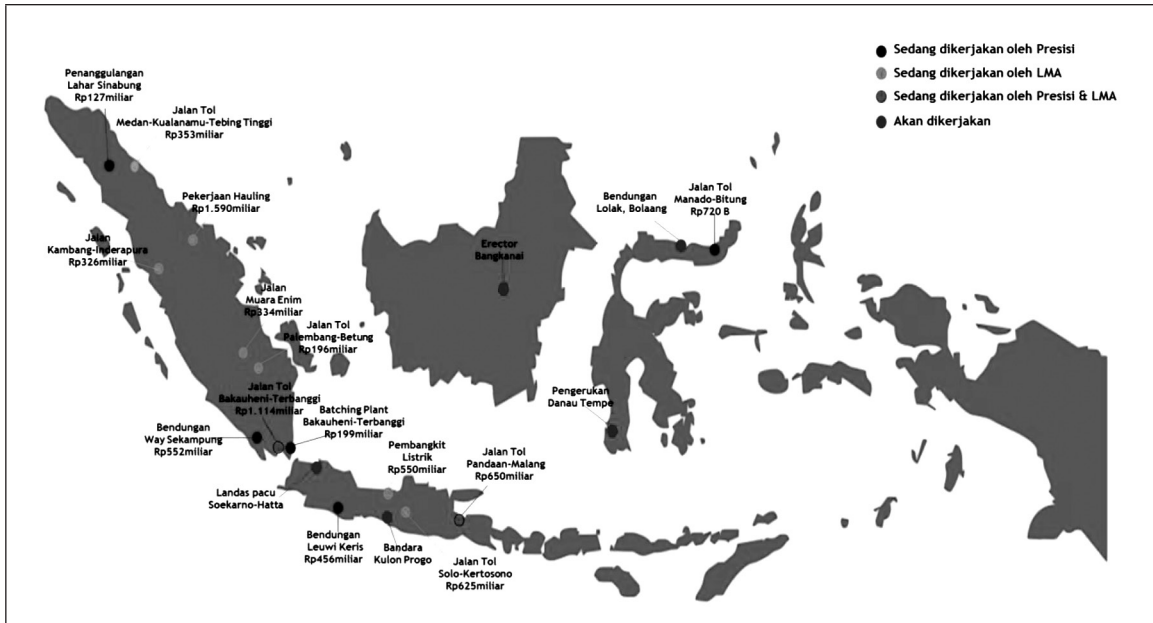 Sedang dikerjakan oleh Presisi
Sedang dikerjakan oleh LMA
Sedang dikerjakan oleh Presisi & LMA
Akan dikerjakan
Penanggulangan
Lahar Sinabung
Rp127miliar
Jalan Tol
Medan-Kualanamu-Tebing Tinggi
Rp353miliar
Pekerjaan Hauling
Rp1.590miliar
Jalan
Kambang-Inderapura
Rp326miliar
Jalan
Muara Enim
Rp334miliar
Jalan Tol
Palembang-Betung
Rp196miliar
Jalan Tol
Bakauheni-Terbanggi
Rp1.114miliar
Batching Plant
Bakauheni-Terbanggi
Rp199miliar
Bendungan
Way Sekampung
Rp552miliar
Landas pacu
Soekarno-Hatta
Bendungan
Leuwi Keris
Rp456miliar
Pembangkit
Listrik
Rp550miliar
Bandara
Kulon Progo
Jalan Tol
Solo-Kertosono
Rp625miliar
Jalan Tol
Pandaan-Malang
Rp650miliar
Erector
Bangkanai
Bendungan
Lolak, Bolaang
Jalan Tol
Manado-Bitung
Rp720 B
Pengerukan
Danau Tempe